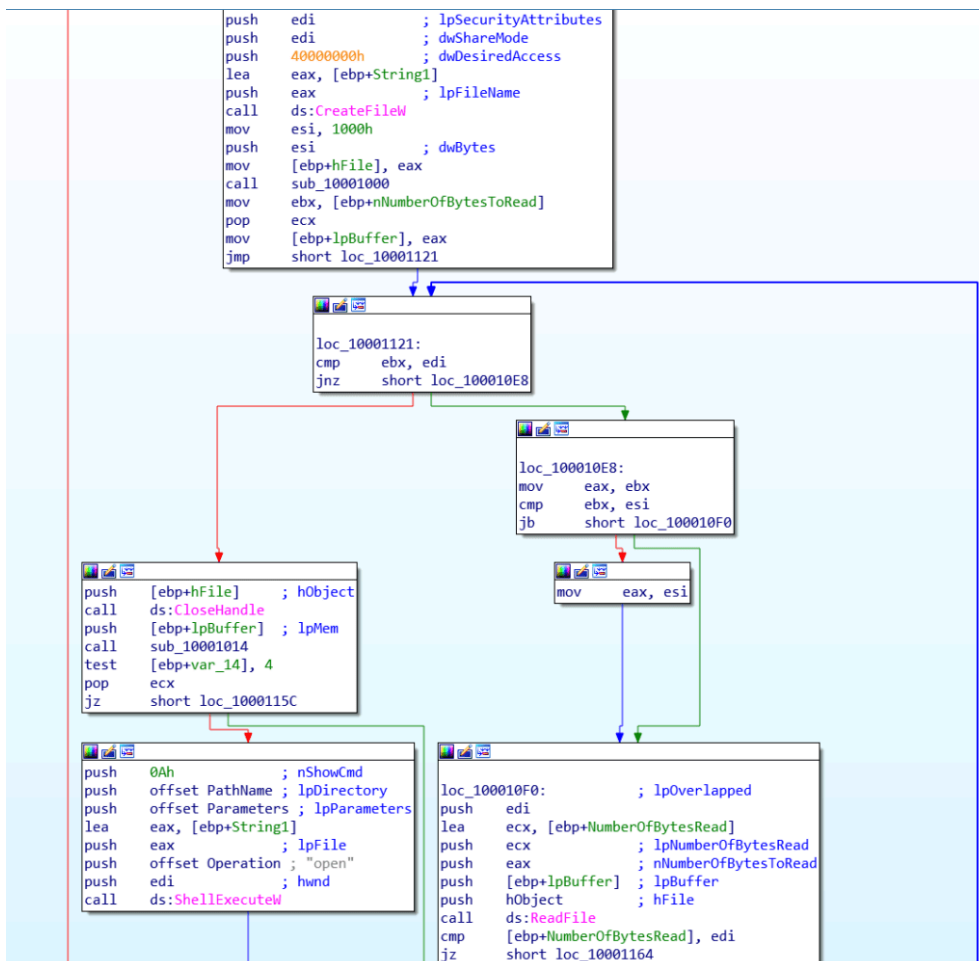 push edi ; lpSecurityAttributes
push edi ; dwShareMode
push 40000000h ; dwDesiredAccess
lea eax, [ebp+String1]
push eax ; lpFileName
call ds:CreateFileW
mov esi, 1000h
push esi ; dwBytes
mov [ebp+hFile], eax
call sub_10001000
mov ebx, [ebp+nNumberOfBytesToRead]
pop ecx
mov [ebp+lpBuffer], eax
jmp short loc_10001121
loc_10001121:
cmp ebx, edi
jnz short loc_100010E8
loc_100010E8:
mov eax, ebx
cmp ebx, esi
jb short loc_100010F0
push [ebp+hFile] ; hObject
call ds:CloseHandle
push [ebp+lpBuffer] ; lpMem
call sub_10001014
test [ebp+var_14], 4
pop ecx
jz short loc_1000115C
mov eax, esi
push 0Ah ; nShowCmd
push offset PathName ; lpDirectory
push offset Parameters ; lpParameters
lea eax, [ebp+String1]
push eax ; lpFile
push offset Operation ; "open"
push edi ; hwnd
call ds:ShellExecuteW
loc_100010F0: ; lpOverlapped
push edi
lea ecx, [ebp+NumberOfBytesRead]
push ecx ; lpNumberOfBytesRead
push eax ; nNumberOfBytesToRead
push [ebp+lpBuffer] ; lpBuffer
push hObject ; hFile
call ds:ReadFile
cmp [ebp+NumberOfBytesRead], edi
jz short loc_10001164